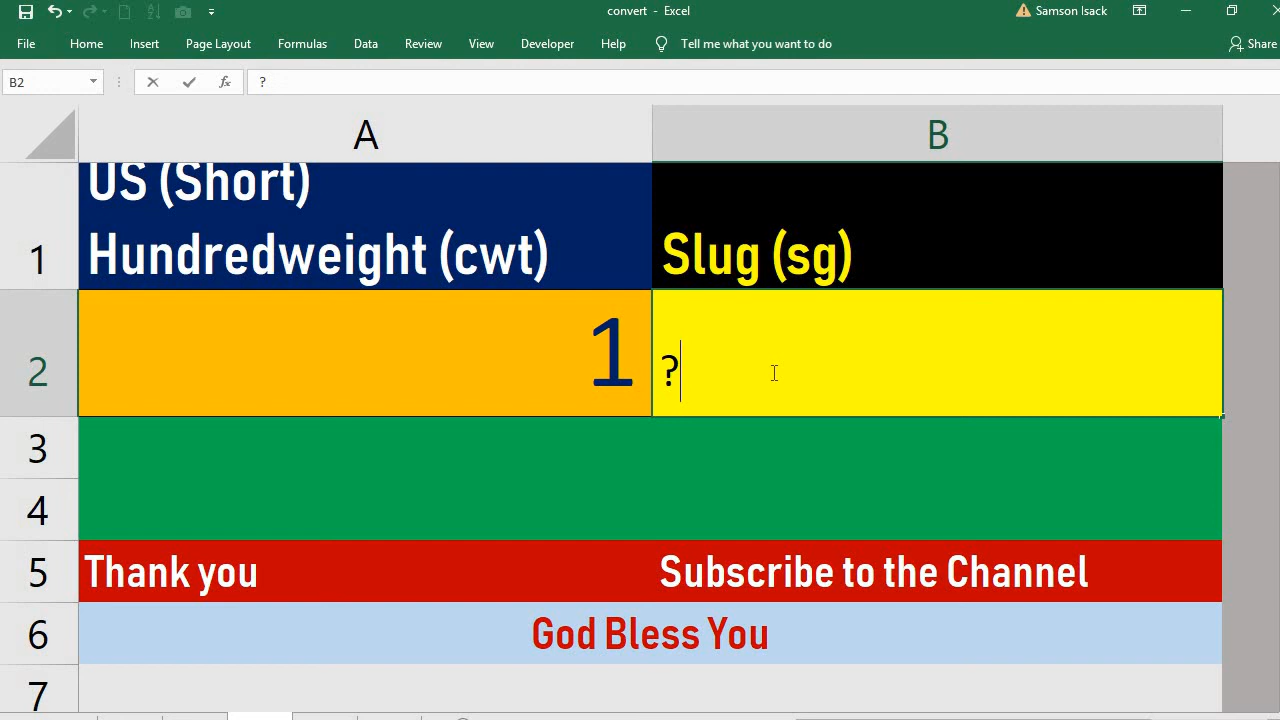 convert - Excel
Samson Isack
File Home Insert Page Layout Formulas Data Review View Developer Help Tell me what you want to do Share
B2 fx ?
A B
1 US (Short)
Hundredweight (cwt) Slug (sg)
2 1 ?
3
4
5 Thank you Subscribe to the Channel
6 God Bless You
7